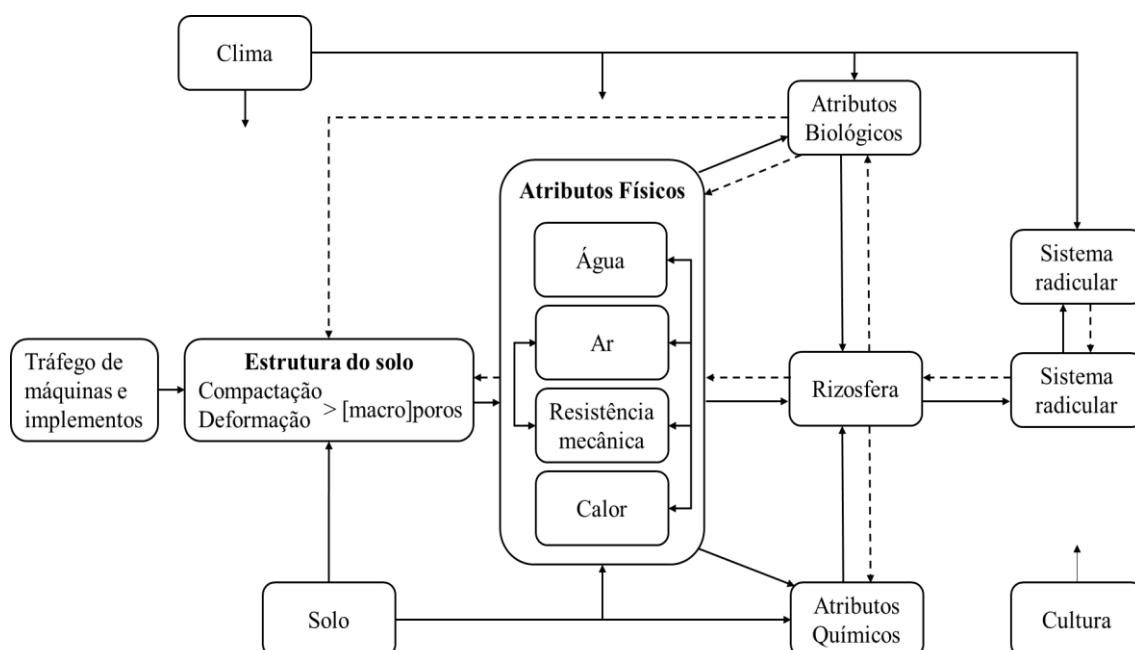 Clima
Atributos
Biológicos
Atributos Físicos
Água
Sistema
radicular
Tráfego de
máquinas e
implementos
Estrutura do solo
Compactação
Deformação
> [macro]poros
Ar
Resistência
mecânica
Rizosfera
Sistema
radicular
Calor
Solo
Atributos
Químicos
Cultura